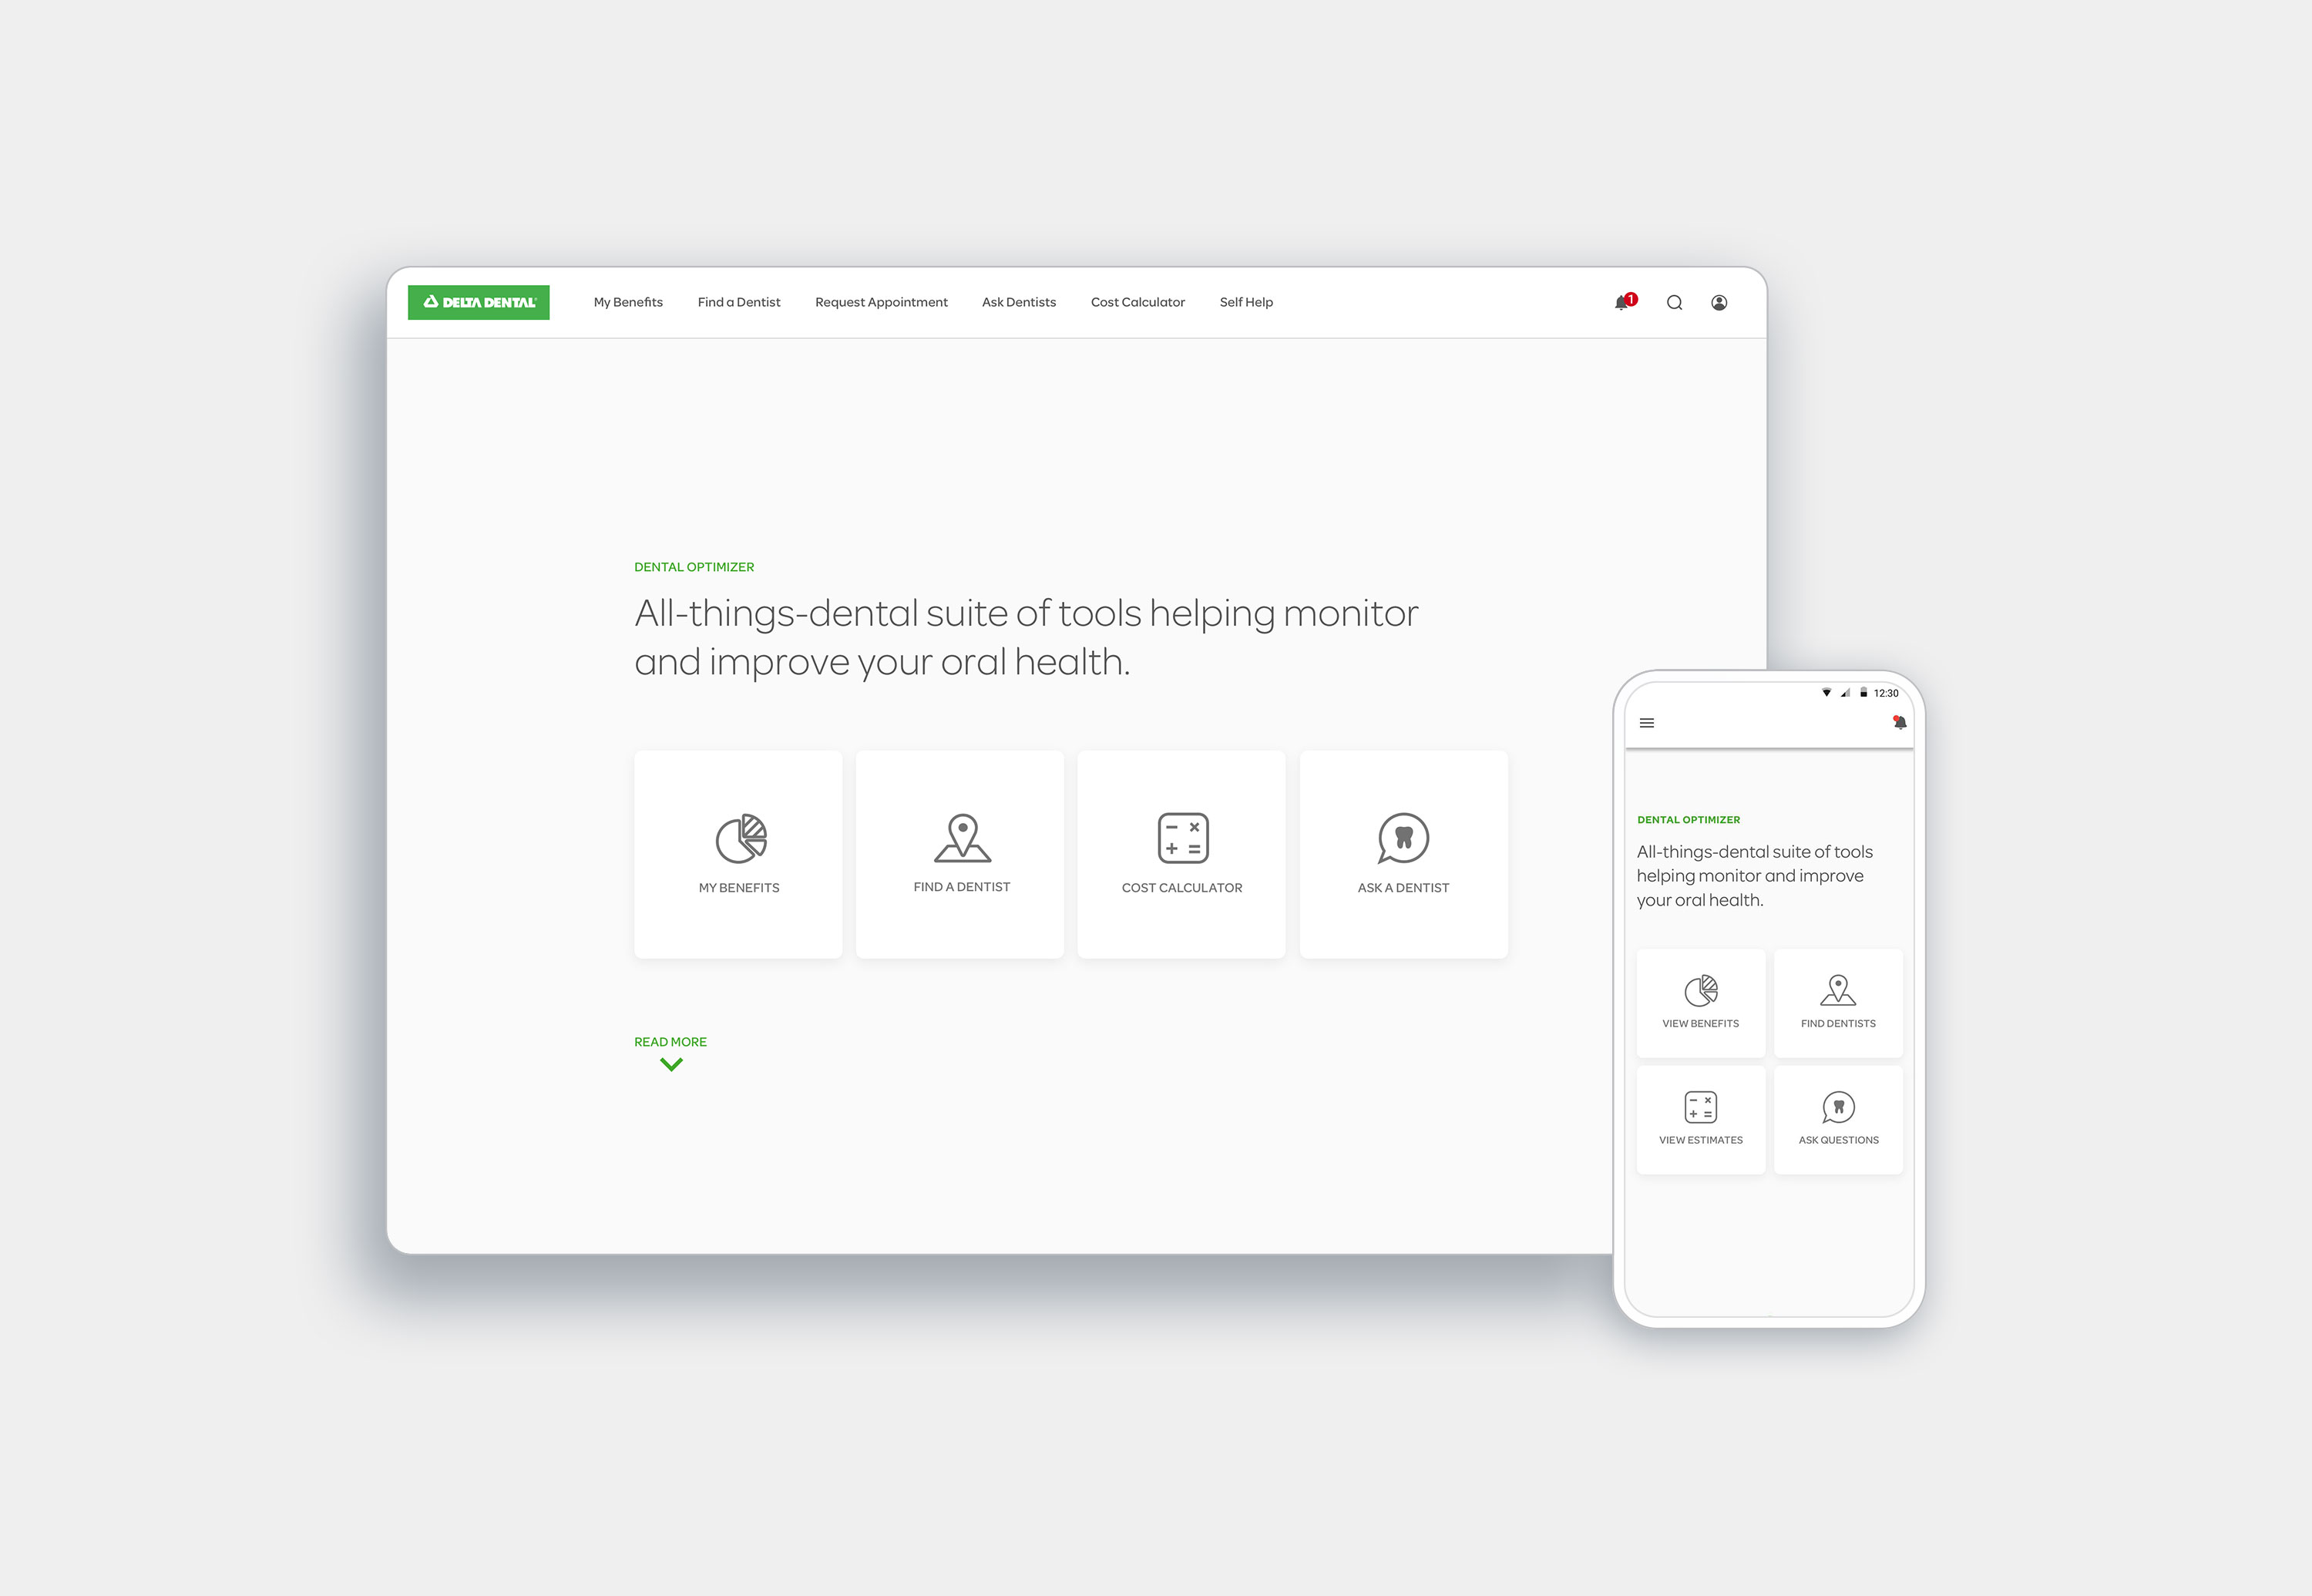 DELTA DENTAL
My Benefits
Find a Dentist
Request Appointment
Ask Dentists
Cost Calculator
Self Help
1
DENTAL OPTIMIZER
All-things-dental suite of tools helping monitor
and improve your oral health.
MY BENEFITS
FIND A DENTIST
COST CALCULATOR
ASK A DENTIST
READ MORE
12:30
DENTAL OPTIMIZER
All-things-dental suite of tools
helping monitor and improve
your oral health.
VIEW BENEFITS
FIND DENTISTS
VIEW ESTIMATES
ASK QUESTIONS